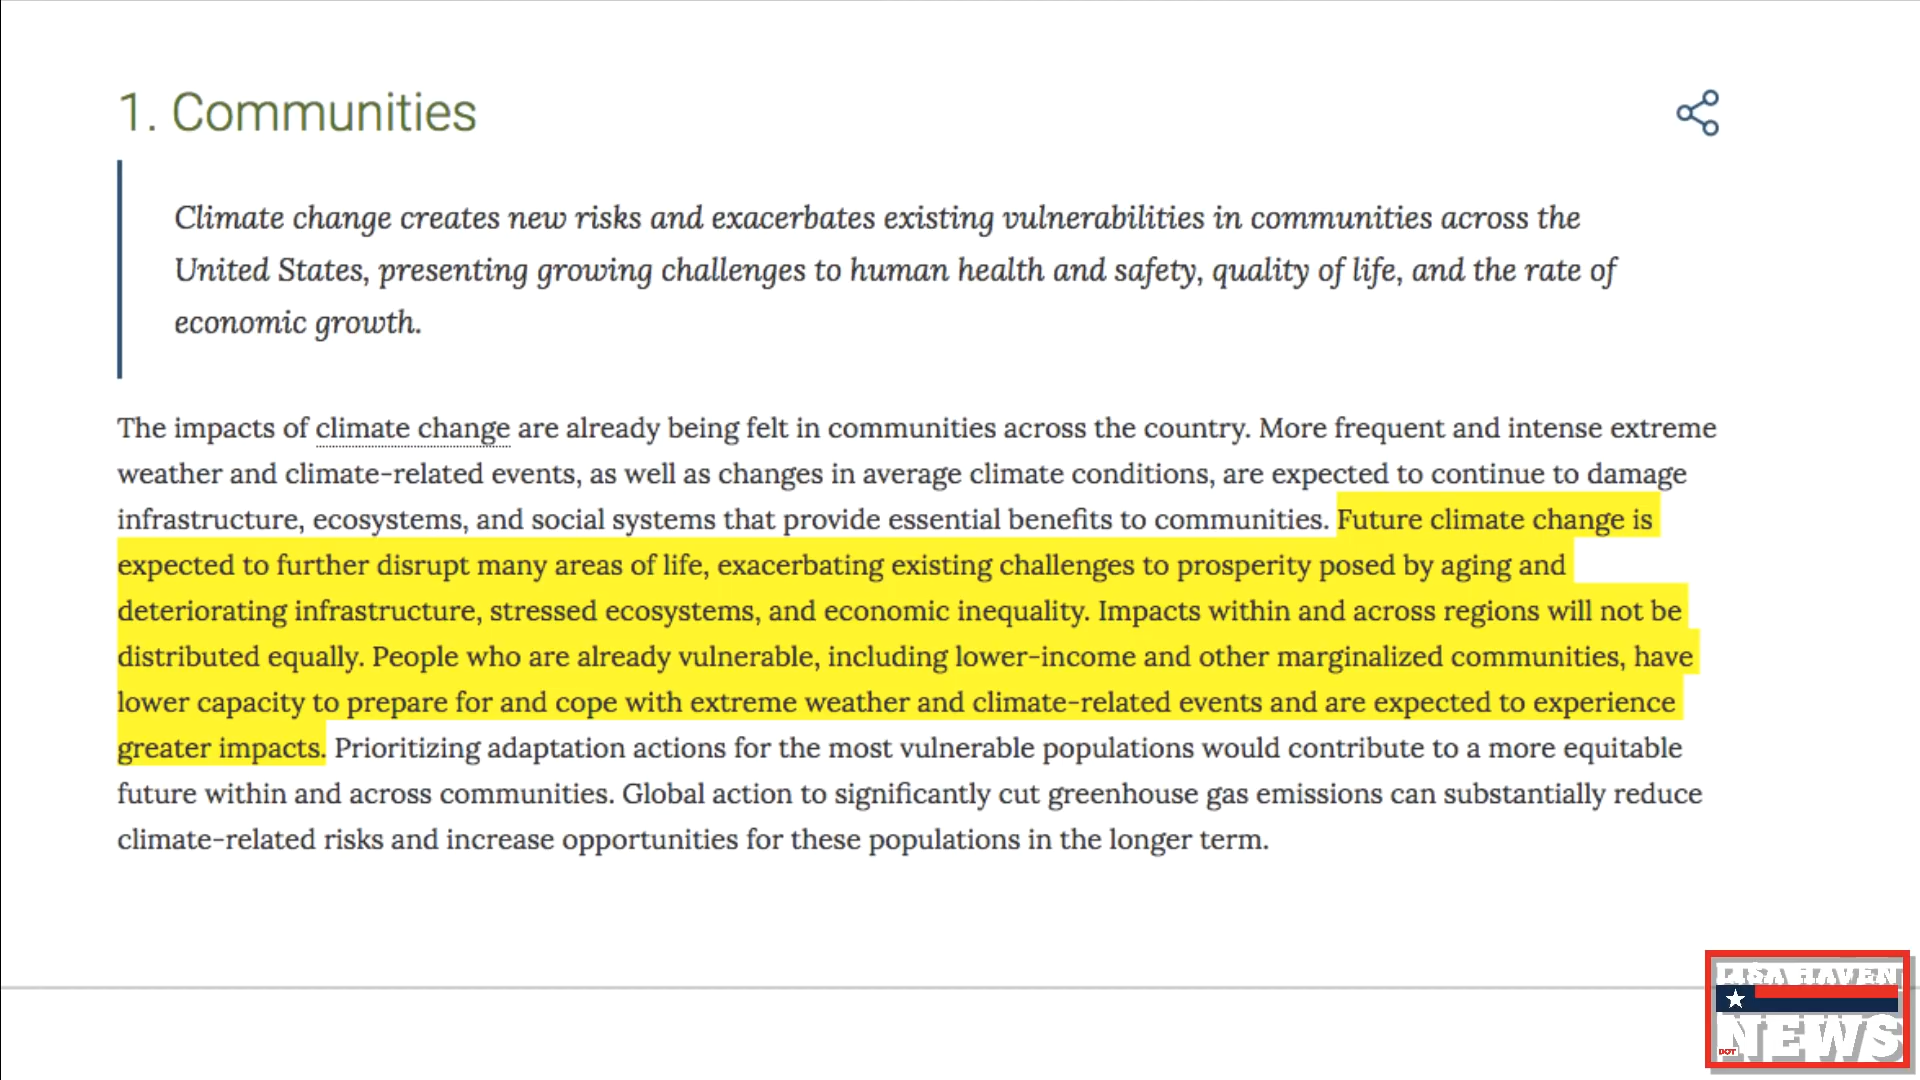 1. Communities
Climate change creates new risks and exacerbates existing vulnerabilities in communities across the
United States, presenting growing challenges to human health and safety, quality of life, and the rate of
economic growth.
The impacts of climate change are already being felt in communities across the country. More frequent and intense extreme
weather and climate-related events, as well as changes in average climate conditions, are expected to continue to damage
infrastructure, ecosystems, and social systems that provide essential benefits to communities. Future climate change is
expected to further disrupt many areas of life, exacerbating existing challenges to prosperity posed by aging and
deteriorating infrastructure, stressed ecosystems, and economic inequality. Impacts within and across regions will not be
distributed equally. People who are already vulnerable, including lower-income and other marginalized communities, have
lower capacity to prepare for and cope with extreme weather and climate-related events and are expected to experience
greater impacts. Prioritizing adaptation actions for the most vulnerable populations would contribute to a more equitable
future within and across communities. Global action to significantly cut greenhouse gas emissions can substantially reduce
climate-related risks and increase opportunities for these populations in the longer term.
LISA HAVEN
DOT
NEWS